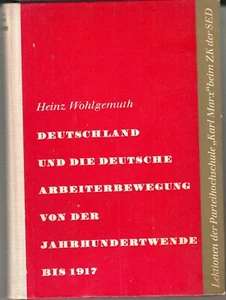 Heinz Wohlgemuth
DEUTSCHLAND
UND DIE DEUTSCHE
ARBEITERBEWEGUNG
VON DER
JAHRHUNDERTWENDE
BIS 1917
Lektionen der Parteihochschule „Karl Marx" beim ZK der SED